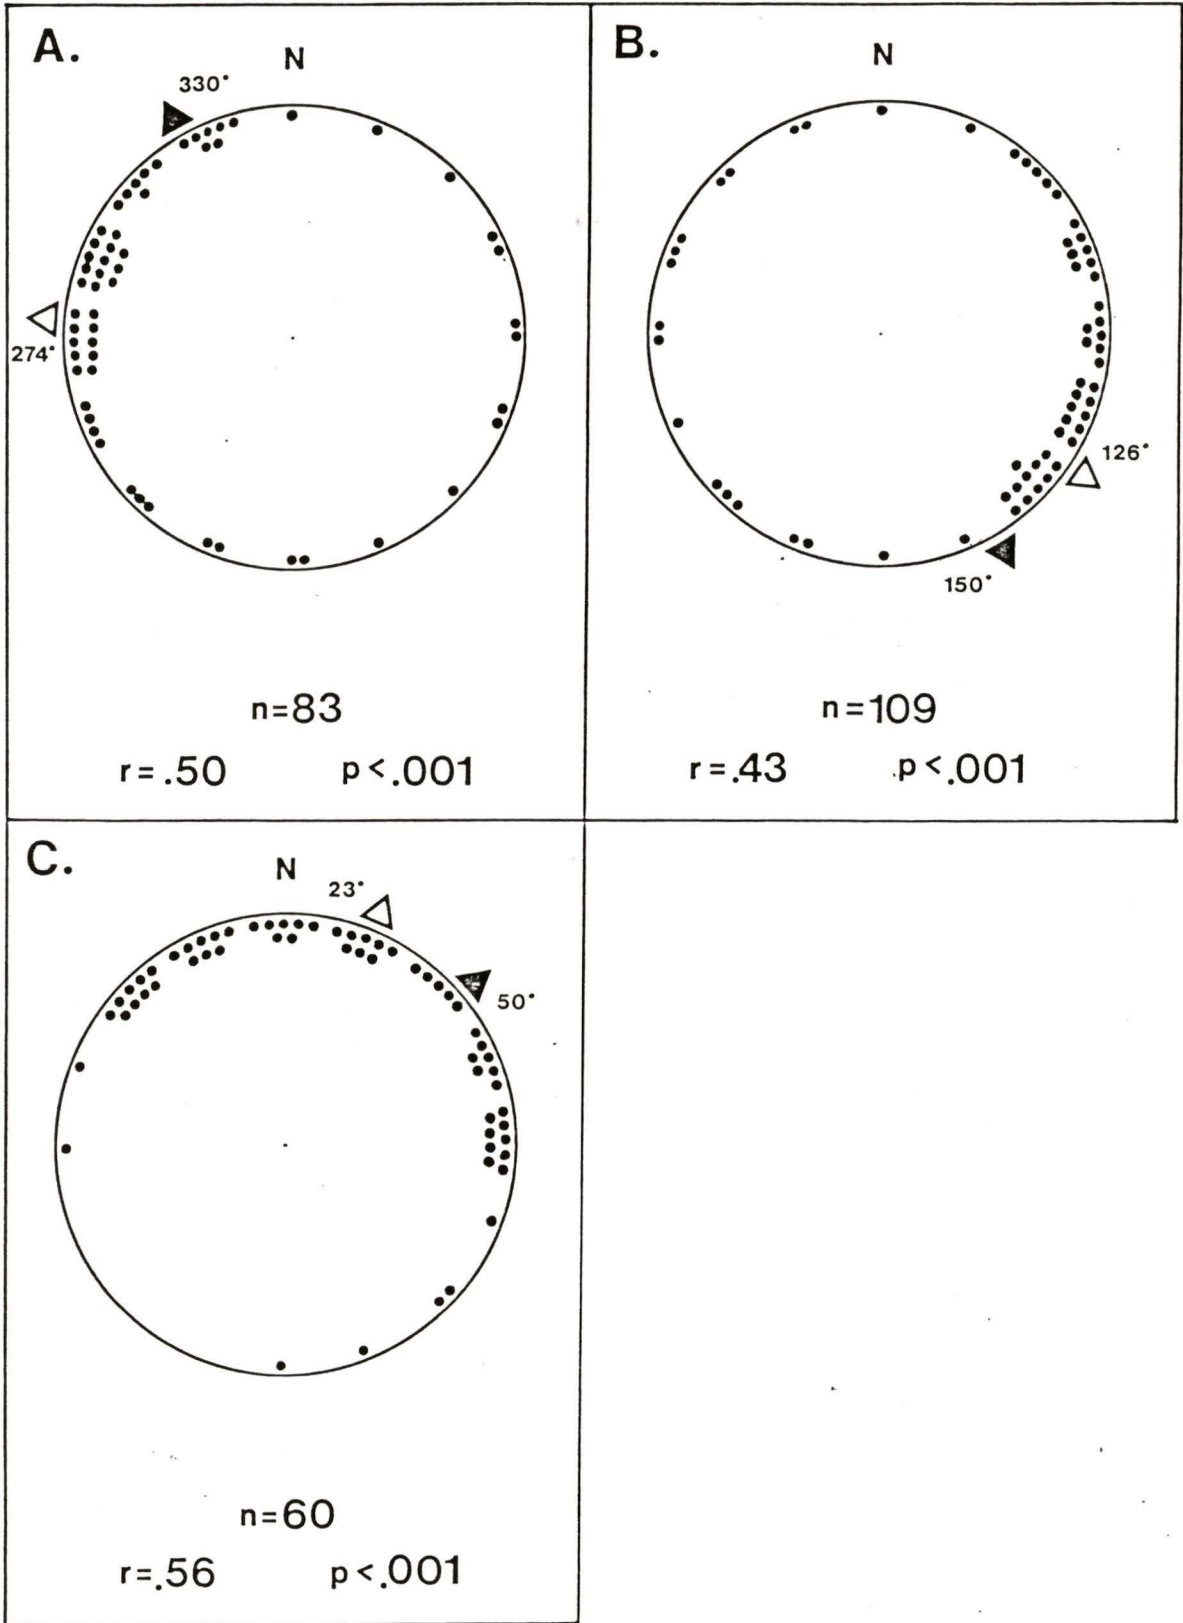 A.
N
330°
274°
n=83
r=.50 p<.001
B.
N
126°
150°
n=109
r=.43 p<.001
C.
N
23°
50°
n=60
r=.56 p<.001